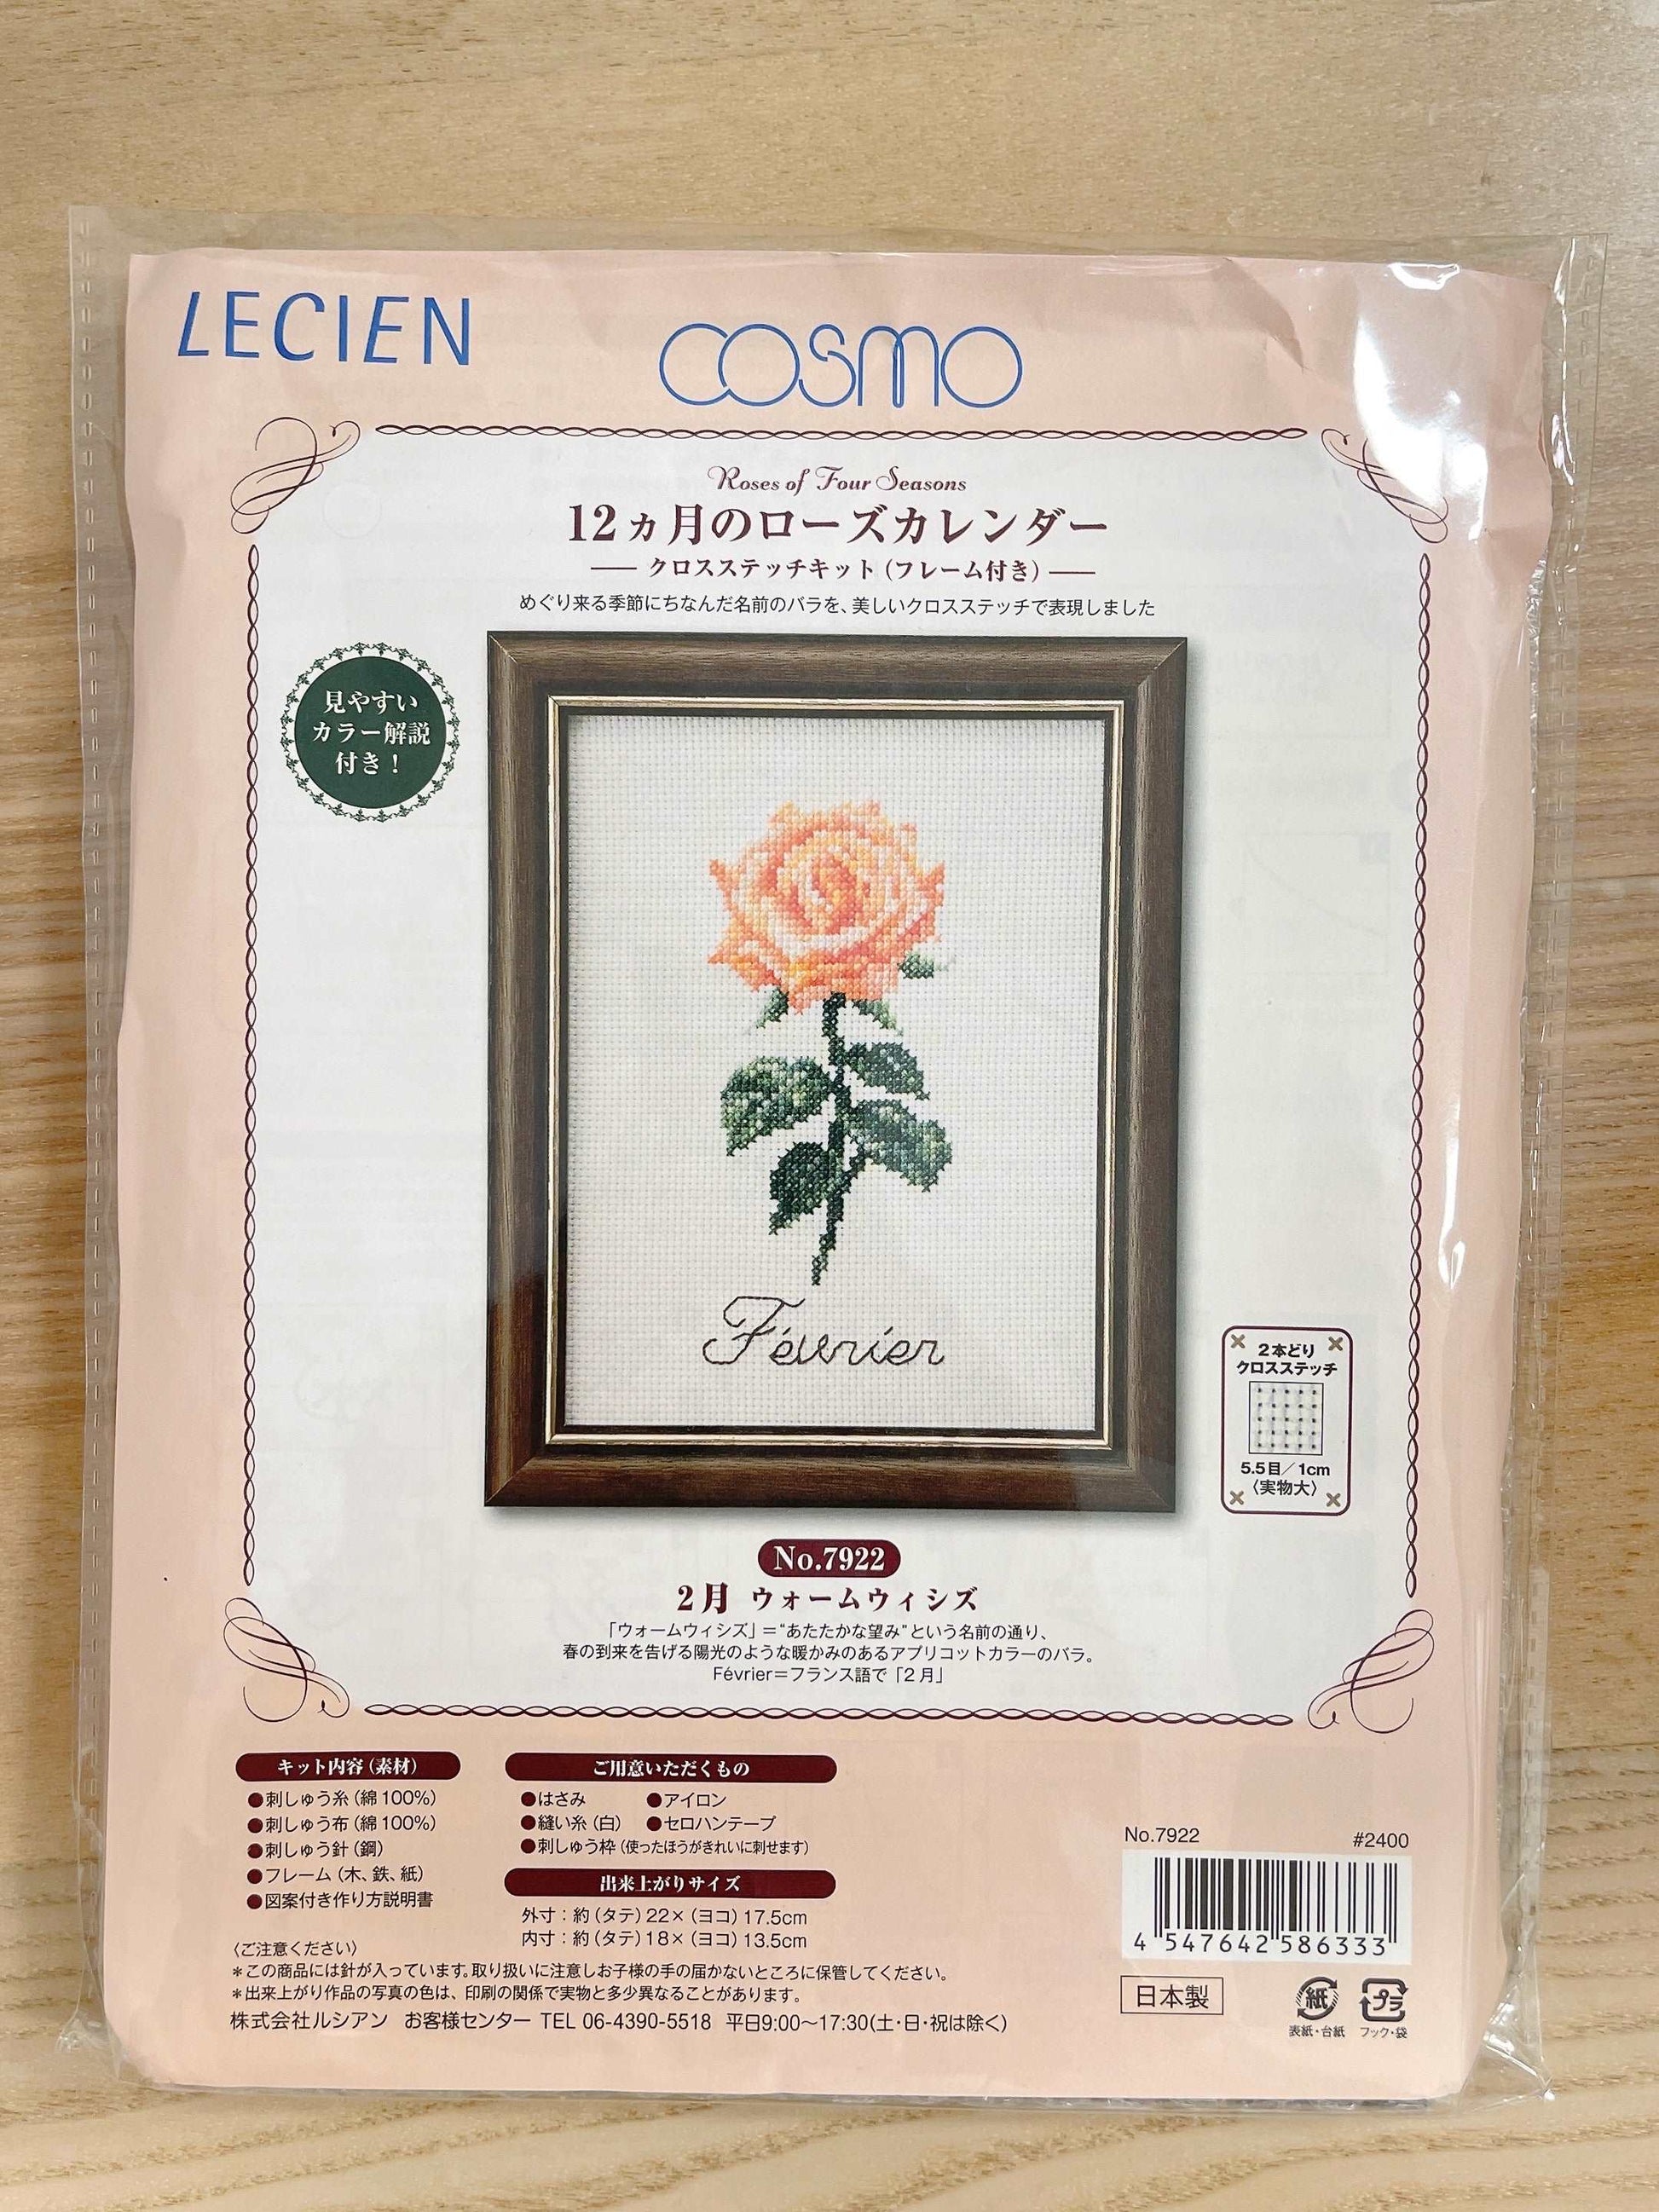 LECIEN
COSMO
Roses of Four Seasons
12ヵ月のローズカレンダー
クロスステッチキット(フレーム付き)
めぐり来る季節にちなんだ名前のバラを、美しいクロスステッチで表現しました
見やすい
カラー解説
付き！
Février
2本どり
クロスステッチ
5.5目／1cm
〈実物大〉
No.7922
2月 ウォームウィシズ
「ウォームウィシズ」＝"あたたかな望み"という名前の通り、
春の到来を告げる陽光のような暖かみのあるアプリコットカラーのバラ。
Février＝フランス語で「2月」
キット内容(素材)
●刺しゅう糸(綿100%)
●刺しゅう布(綿100%)
●刺しゅう針(鋼)
●フレーム(木、鉄、紙)
●図案付き作り方説明書
ご用意いただくもの
●はさみ ●アイロン
●縫い糸(白) ●セロハンテープ
●刺しゅう枠(使ったほうがきれいに刺せます)
出来上がりサイズ
外寸：約(タテ)22×(ヨコ)17.5cm
内寸：約(タテ)18×(ヨコ)13.5cm
〈ご注意ください〉
＊この商品には針が入っています。取り扱いに注意しお子様の手の届かないところに保管してください。
＊出来上がり作品の写真の色は、印刷の関係で実物と多少異なることがあります。
株式会社ルシアン お客様センター TEL 06-4390-5518 平日9:00〜17:30(土・日・祝は除く)
No.7922 #2400
4 547642 586333
日本製
紙
表紙・台紙
プラ
フック・袋